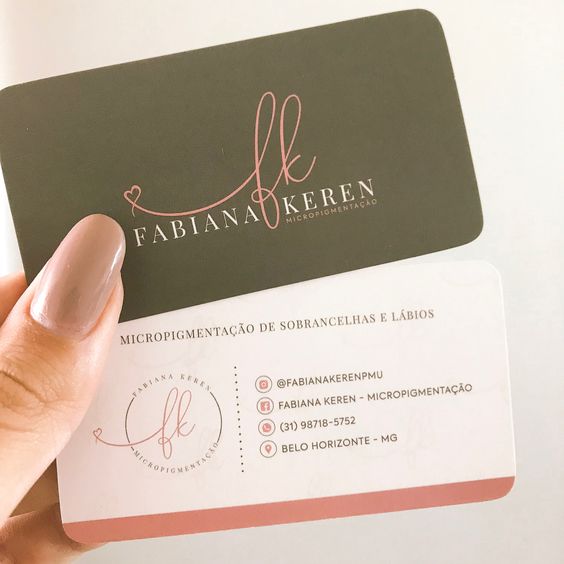 fk
FABIANA KEREN
MICROPIGMENTAÇÃO
MICROPIGMENTAÇÃO DE SOBRANCELHAS E LÁBIOS
FABIANA KEREN
fk
MICROPIGMENTAÇÃO
@FABIANAKERENPMU
FABIANA KEREN - MICROPIGMENTAÇÃO
(31) 98718-5752
BELO HORIZONTE - MG